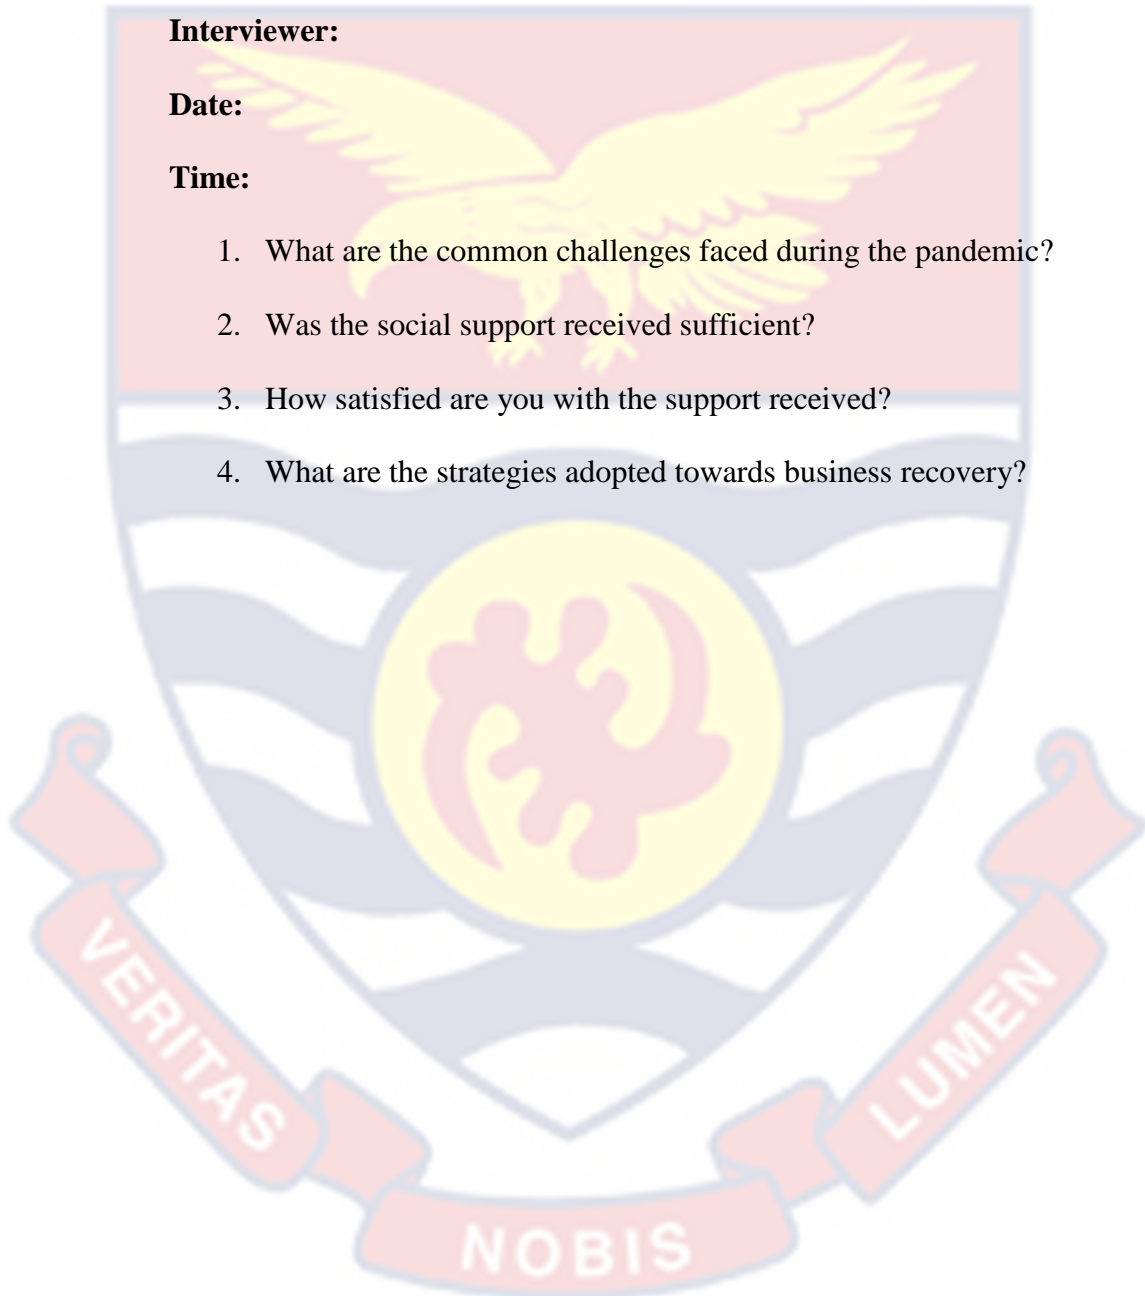 Interviewer:
Date:
Time:
1. What are the common challenges faced during the pandemic?
2. Was the social support received sufficient?
3. How satisfied are you with the support received?
4. What are the strategies adopted towards business recovery?
VERITAS
NOBIS
LUMEN